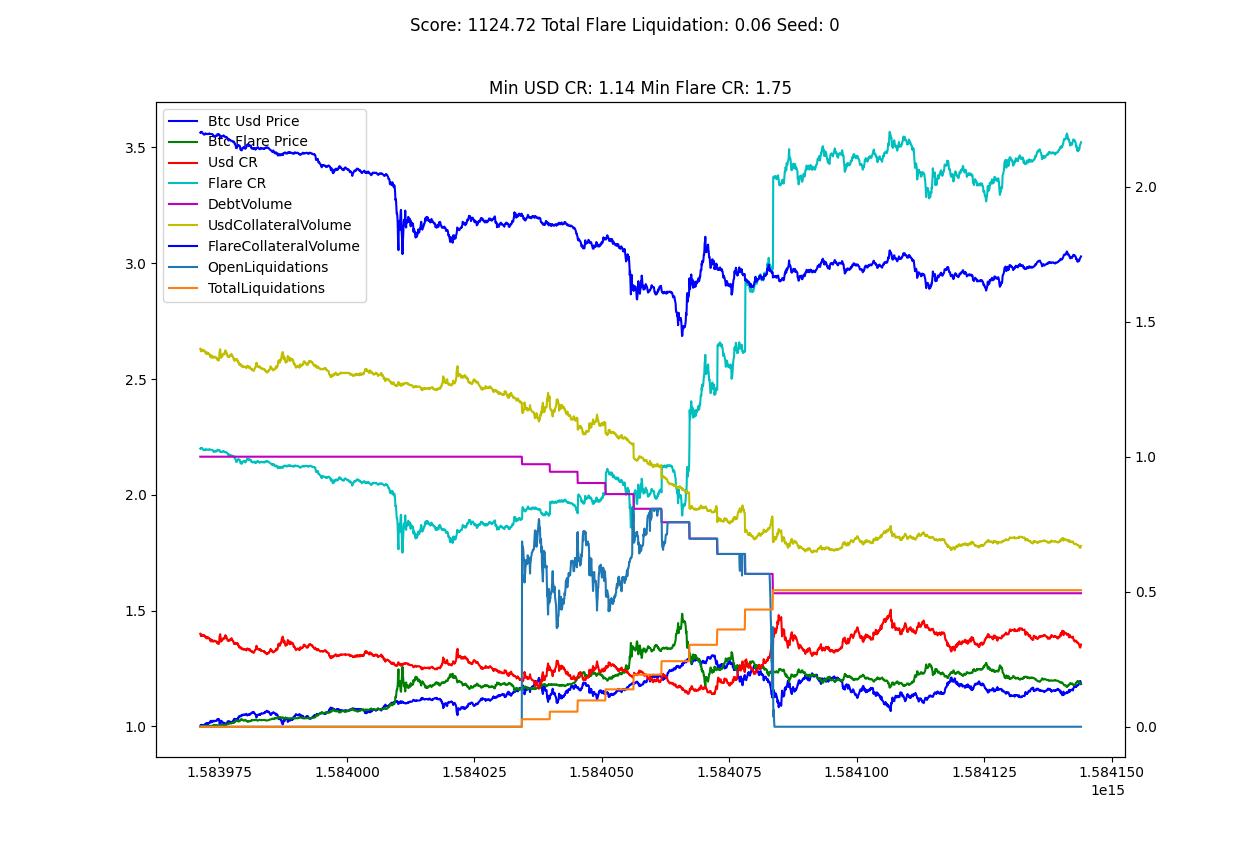 Score: 1124.72 Total Flare Liquidation: 0.06 Seed: 0
Min USD CR: 1.14 Min Flare CR: 1.75
Btc Usd Price
Btc Flare Price
Usd CR
Flare CR
DebtVolume
UsdCollateralVolume
FlareCollateralVolume
OpenLiquidations
TotalLiquidations
3.5
3.0
2.5
2.0
1.5
1.0
2.0
1.5
1.0
0.5
0.0
1.583975 1.584000 1.584025 1.584050 1.584075 1.584100 1.584125 1.584150
1e15